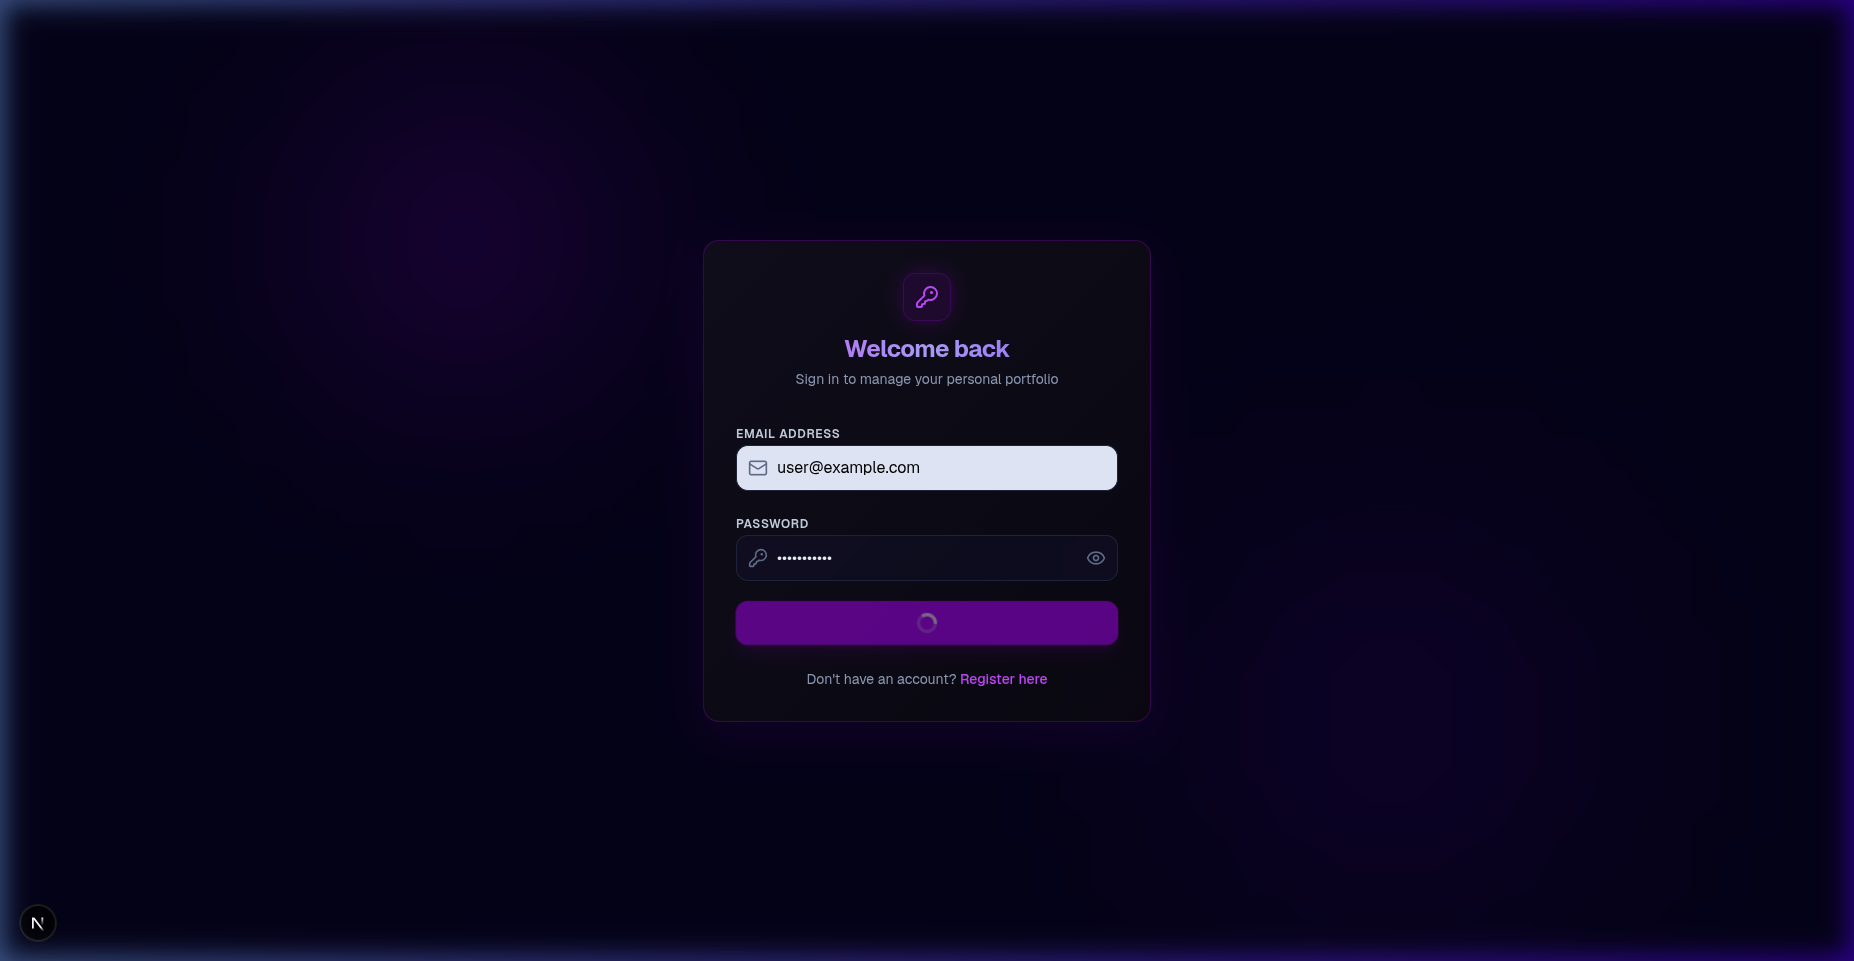 Welcome back
Sign in to manage your personal portfolio
EMAIL ADDRESS
user@example.com
PASSWORD
•••••••••••
Don't have an account? Register here
N